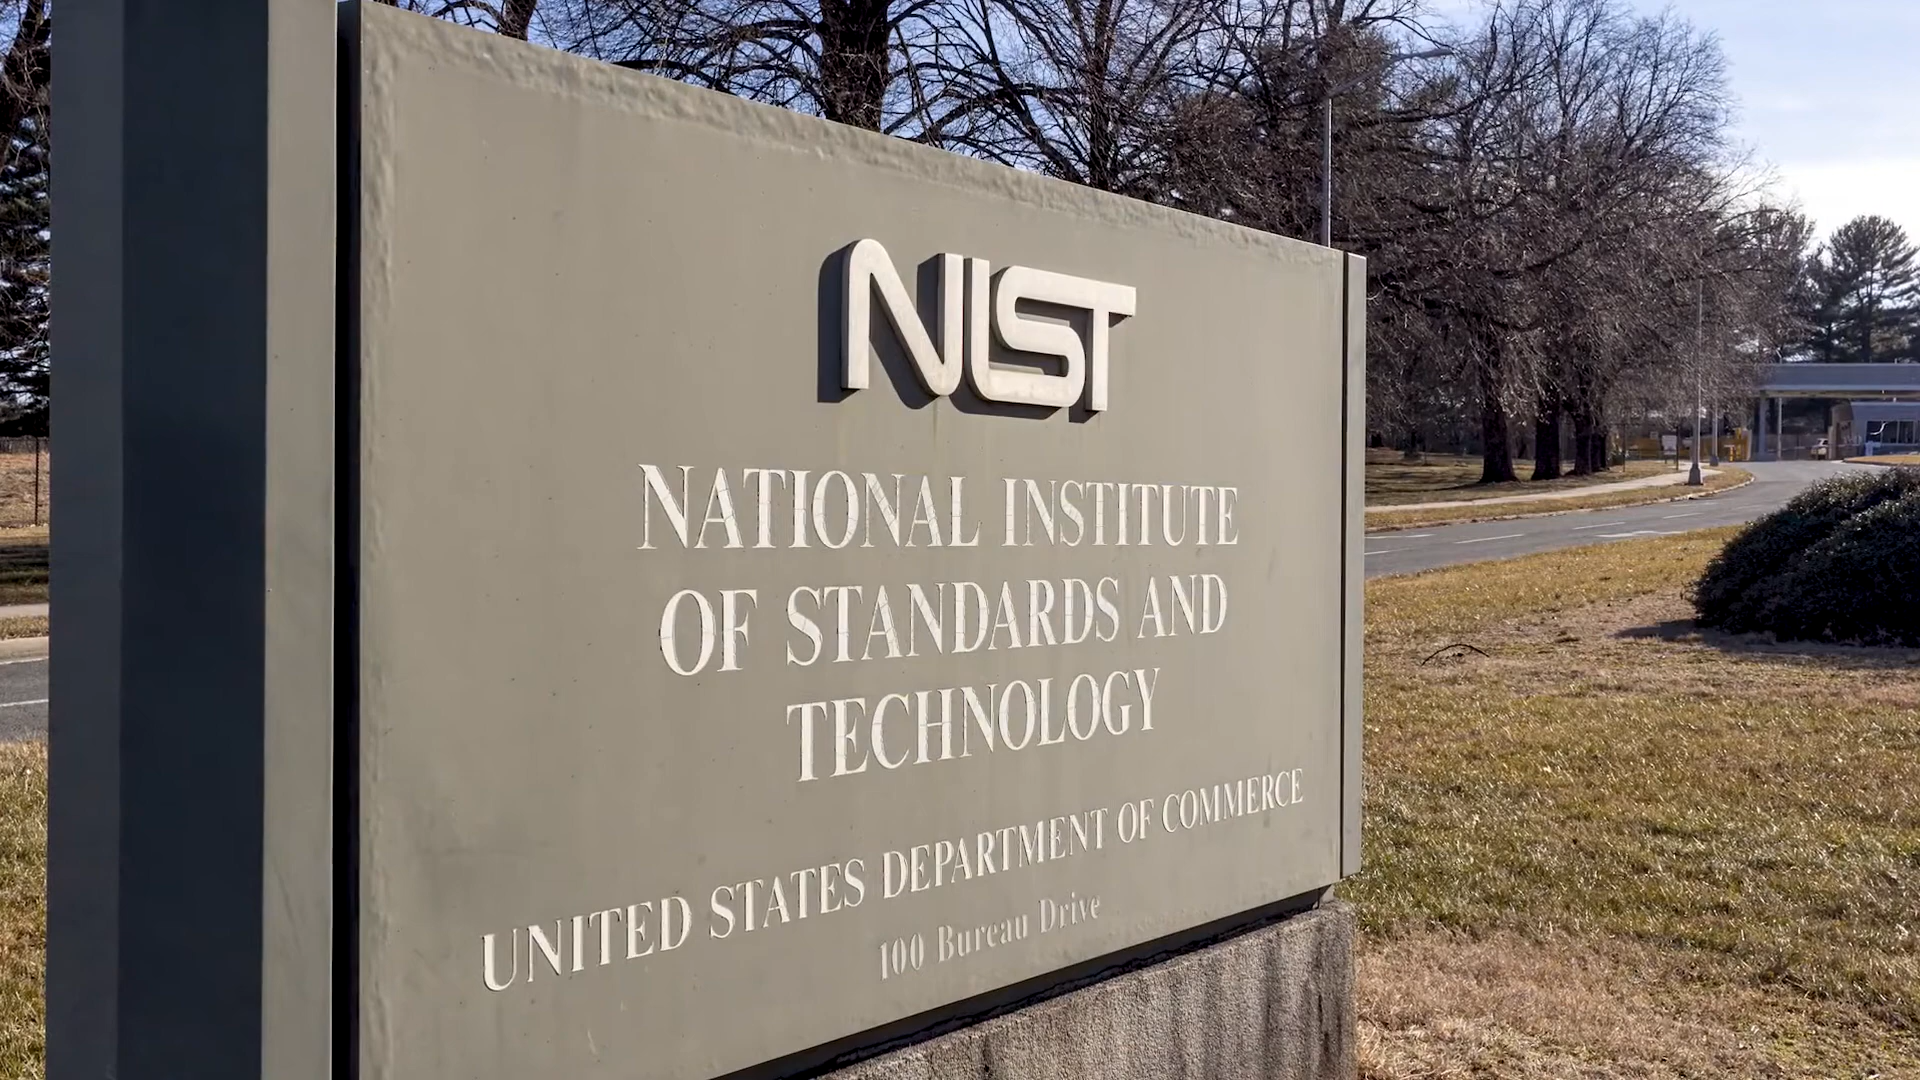 NIST
NATIONAL INSTITUTE
OF STANDARDS AND
TECHNOLOGY
UNITED STATES DEPARTMENT OF COMMERCE
100 Bureau Drive